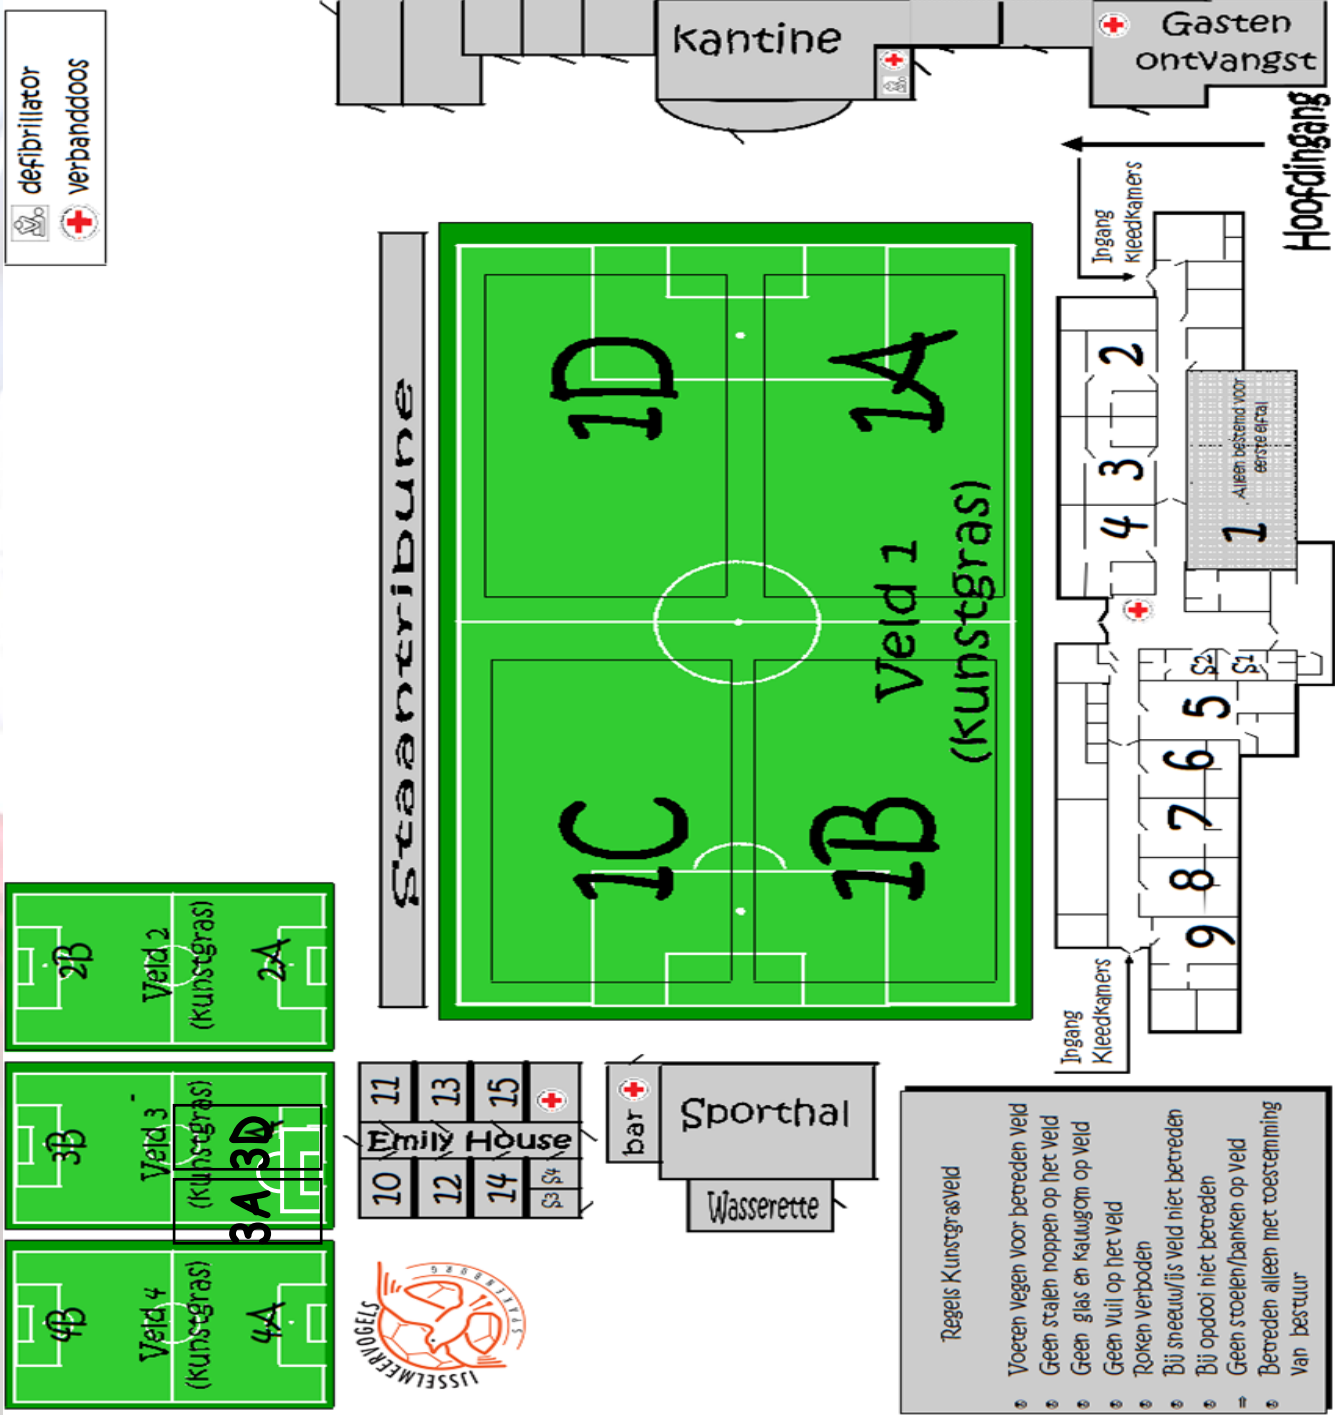 defibrillator
verbanddoos
kantine
Gasten
ontvangst
Hoofdingang
Ingang
Kleedkamers
Staantribune
1D
1A
1C
1B
Veld 1
(kunstgras)
2
3
4
1
Alleen bestemd voor
eerste elftal
S2
S1
5
6
7
8
9
Ingang
Kleedkamers
2B
Veld 2
(kunstgras)
2A
3B
Veld 3
(kunstgras)
3D
3A
4B
Veld 4
(kunstgras)
4A
11
13
15
Emily House
10
12
14
S3
S4
bar
Sporthal
Wasserette
IJSSELMEERVOGELS
SPAKENBURG
Regels Kunstgrasveld
Voeten vegen voor betreden veld
Geen stalen noppen op het veld
Geen glas en kauwgom op veld
Geen vuil op het veld
Roken verboden
Bij sneeuw/ijs veld niet betreden
Bij opdooi niet betreden
Geen stoelen/banken op veld
Betreden alleen met toestemming
van bestuur